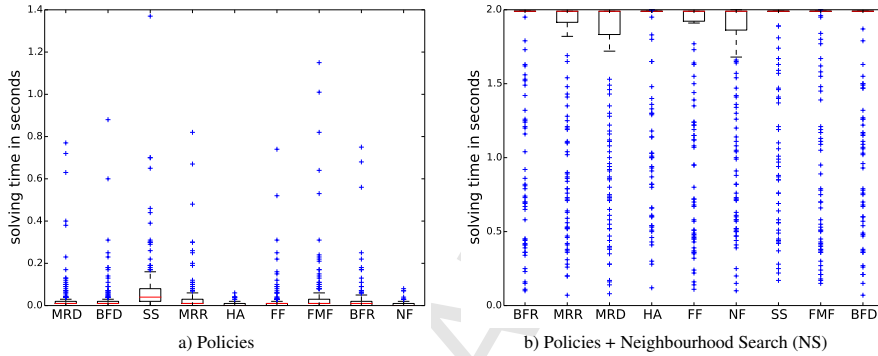 1.4
1.2
1.0
0.8
0.6
0.4
0.2
0.0
solving time in seconds
MRD BFD SS MRR HA FF FMF BFR NF
a) Policies
2.0
1.5
1.0
0.5
0.0
solving time in seconds
BFR MRR MRD HA FF NF SS FMF BFD
b) Policies + Neighbourhood Search (NS)